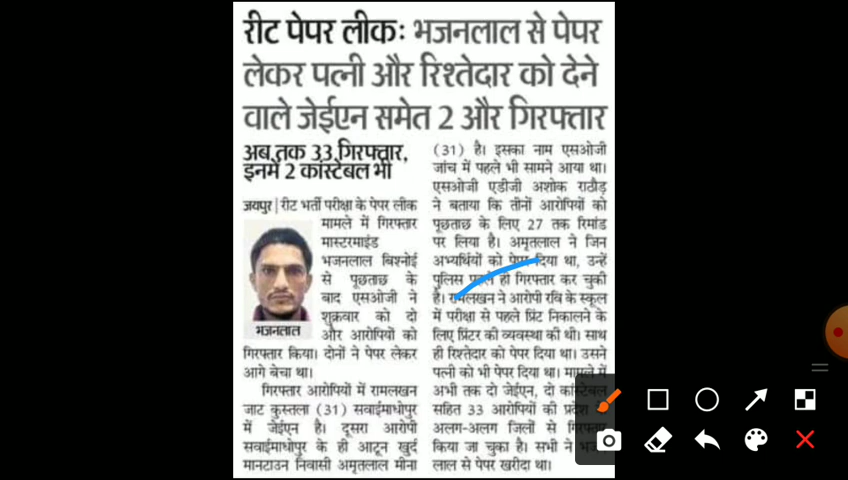 रीट पेपर लीक: भजनलाल से पेपर
लेकर पत्नी और रिश्तेदार को देने
वाले जेईएन समेत 2 और गिरफ्तार
अब तक 33 गिरफ्तार,
इनमें 2 कांस्टेबल भी
जयपुर | रीट भर्ती परीक्षा के पेपर लीक
मामले में गिरफ्तार
मास्टरमाइंड
भजनलाल बिश्नोई
से पूछताछ के
बाद एसओजी ने
शुक्रवार को दो
और आरोपियों को
भजनलाल
गिरफ्तार किया। दोनों ने पेपर लेकर
आगे बेचा था।
गिरफ्तार आरोपियों में रामलखन
जाट कुस्तला (31) सवाईमाधोपुर
में जेईएन है। दूसरा आरोपी
सवाईमाधोपुर के ही आटून खुर्द
मानटाउन निवासी अमृतलाल मीना
(31) है। इसका नाम एसओजी
जांच में पहले भी सामने आया था।
एसओजी एडीजी अशोक राठौड़
ने बताया कि तीनों आरोपियों को
पूछताछ के लिए 27 तक रिमांड
पर लिया है। अमृतलाल ने जिन
अभ्यर्थियों को पेपर दिया था, उन्हें
पुलिस पहले ही गिरफ्तार कर चुकी
है। रामलखन ने आरोपी रवि के स्कूल
में परीक्षा से पहले प्रिंट निकालने के
लिए प्रिंटर की व्यवस्था की थी। साथ
ही रिश्तेदार को पेपर दिया था। उसने
पत्नी को भी पेपर दिया था। मामले में
अभी तक दो जेईएन, दो कांस्टेबल
सहित 33 आरोपियों की प्रदेश
अलग-अलग जिलों से गिरफ्तार
किया जा चुका है। सभी ने भजन
लाल से पेपर खरीदा था।